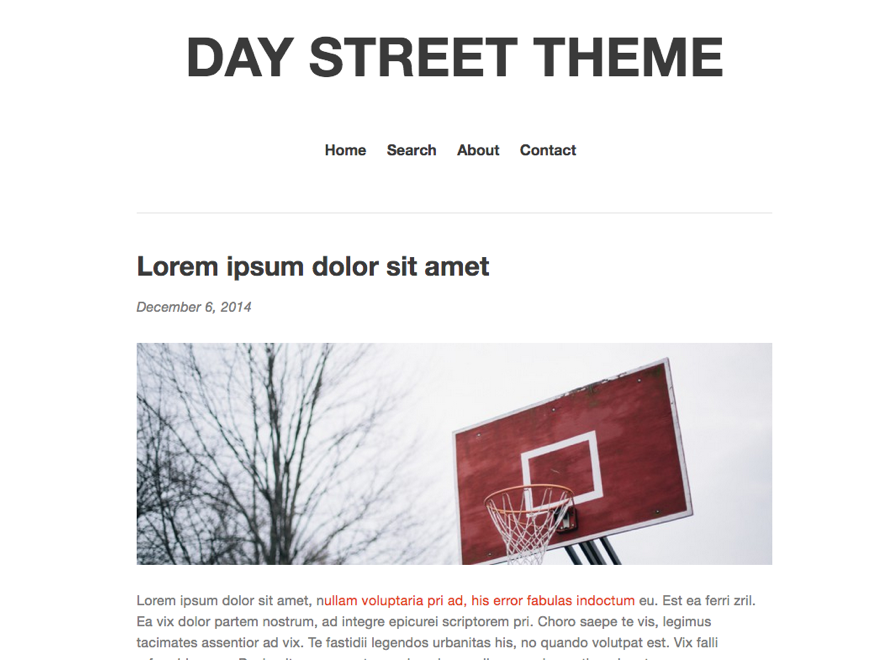 DAY STREET THEME
Home Search About Contact
Lorem ipsum dolor sit amet
December 6, 2014
Lorem ipsum dolor sit amet, nullam voluptaria pri ad, his error fabulas indoctum eu. Est ea ferri zril.
Ea vix dolor partem nostrum, ad integre epicurei scriptorem pri. Choro saepe te vis, legimus
tacimates assentior ad vix. Te fastidii legendos urbanitas his, no quando volutpat est. Vix falli